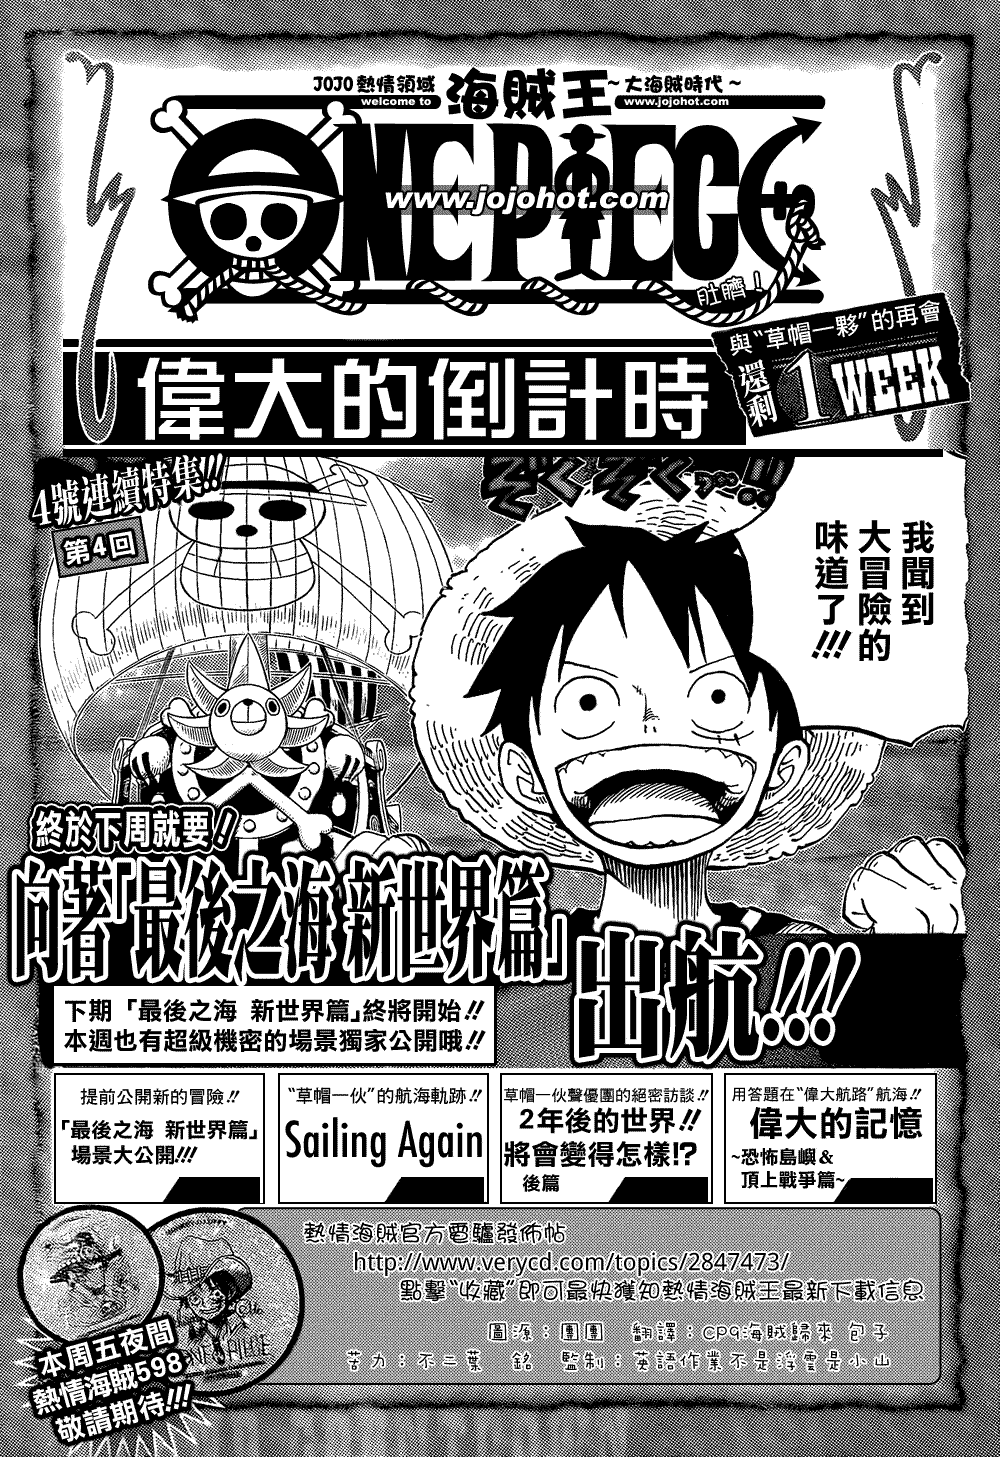 JOJO 熱情領域
welcome to
海賊王
~大海賊時代~
www.jojohot.com
ONE PIECE
www.jojohot.com
肚臍！
與“草帽一夥”的再會
還剩 1 WEEK
偉大的倒計時
4號連續特集!!
第4回
ぞくぞくっ…!!
我聞到
大冒險的
味道了!!!
終於下周就要！
向著「最後之海 新世界篇」
出航!!!
下期「最後之海 新世界篇」終將開始!!
本週也有超級機密的場景獨家公開哦!!
提前公開新的冒險!!
「最後之海 新世界篇」
場景大公開!!!
“草帽一伙”的航海軌跡!!
Sailing Again
草帽一伙聲優團的絕密訪談!!
2年後的世界!!
將會變得怎樣!?
後篇
用答題在“偉大航路”航海!!
偉大的記憶
~恐怖島嶼&
頂上戰爭篇~
熱情海賊官方電驢發佈帖
http://www.verycd.com/topics/2847473/
點擊“收藏”即可最快獲知熱情海賊王最新下載信息
圖源：團團 翻譯：CP9海賊歸來 包子
苦力：不二葉 銘 監制：英語作業不是浮雲是小山
本周五夜間
熱情海賊598
敬請期待!!!